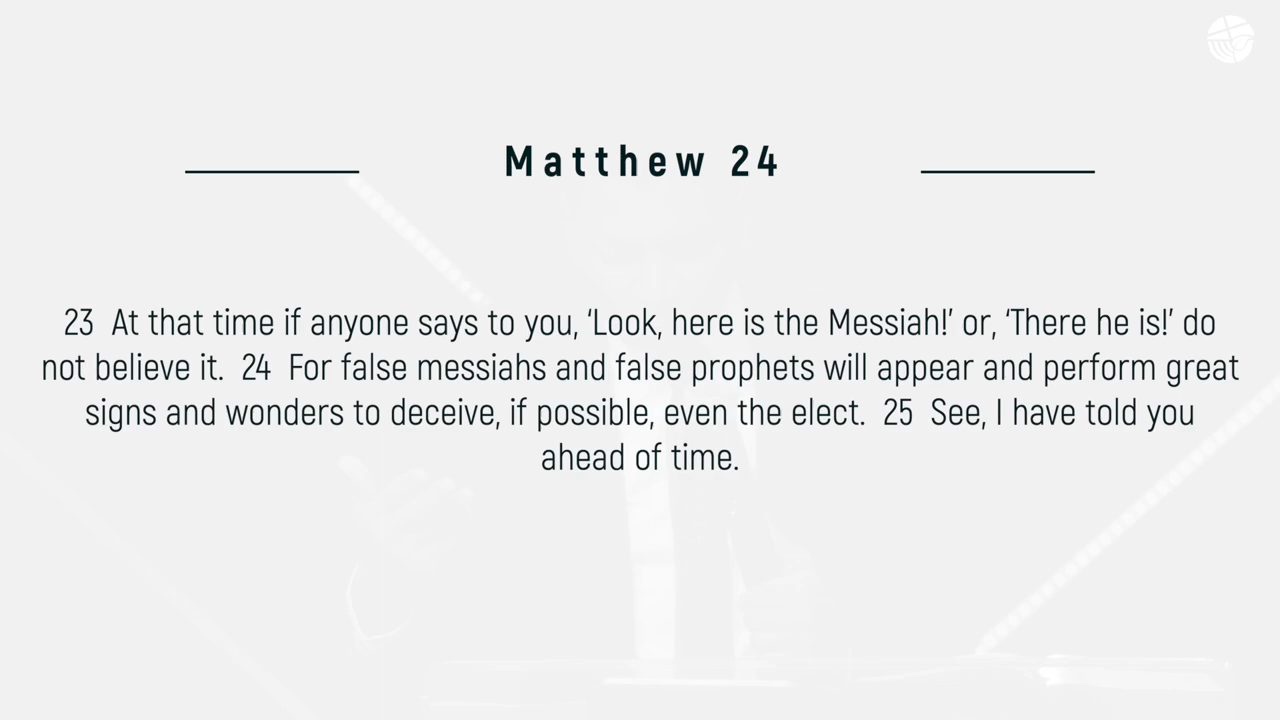 Matthew 24
23 At that time if anyone says to you, ‘Look, here is the Messiah!’ or, ‘There he is!’ do
not believe it. 24 For false messiahs and false prophets will appear and perform great
signs and wonders to deceive, if possible, even the elect. 25 See, I have told you
ahead of time.